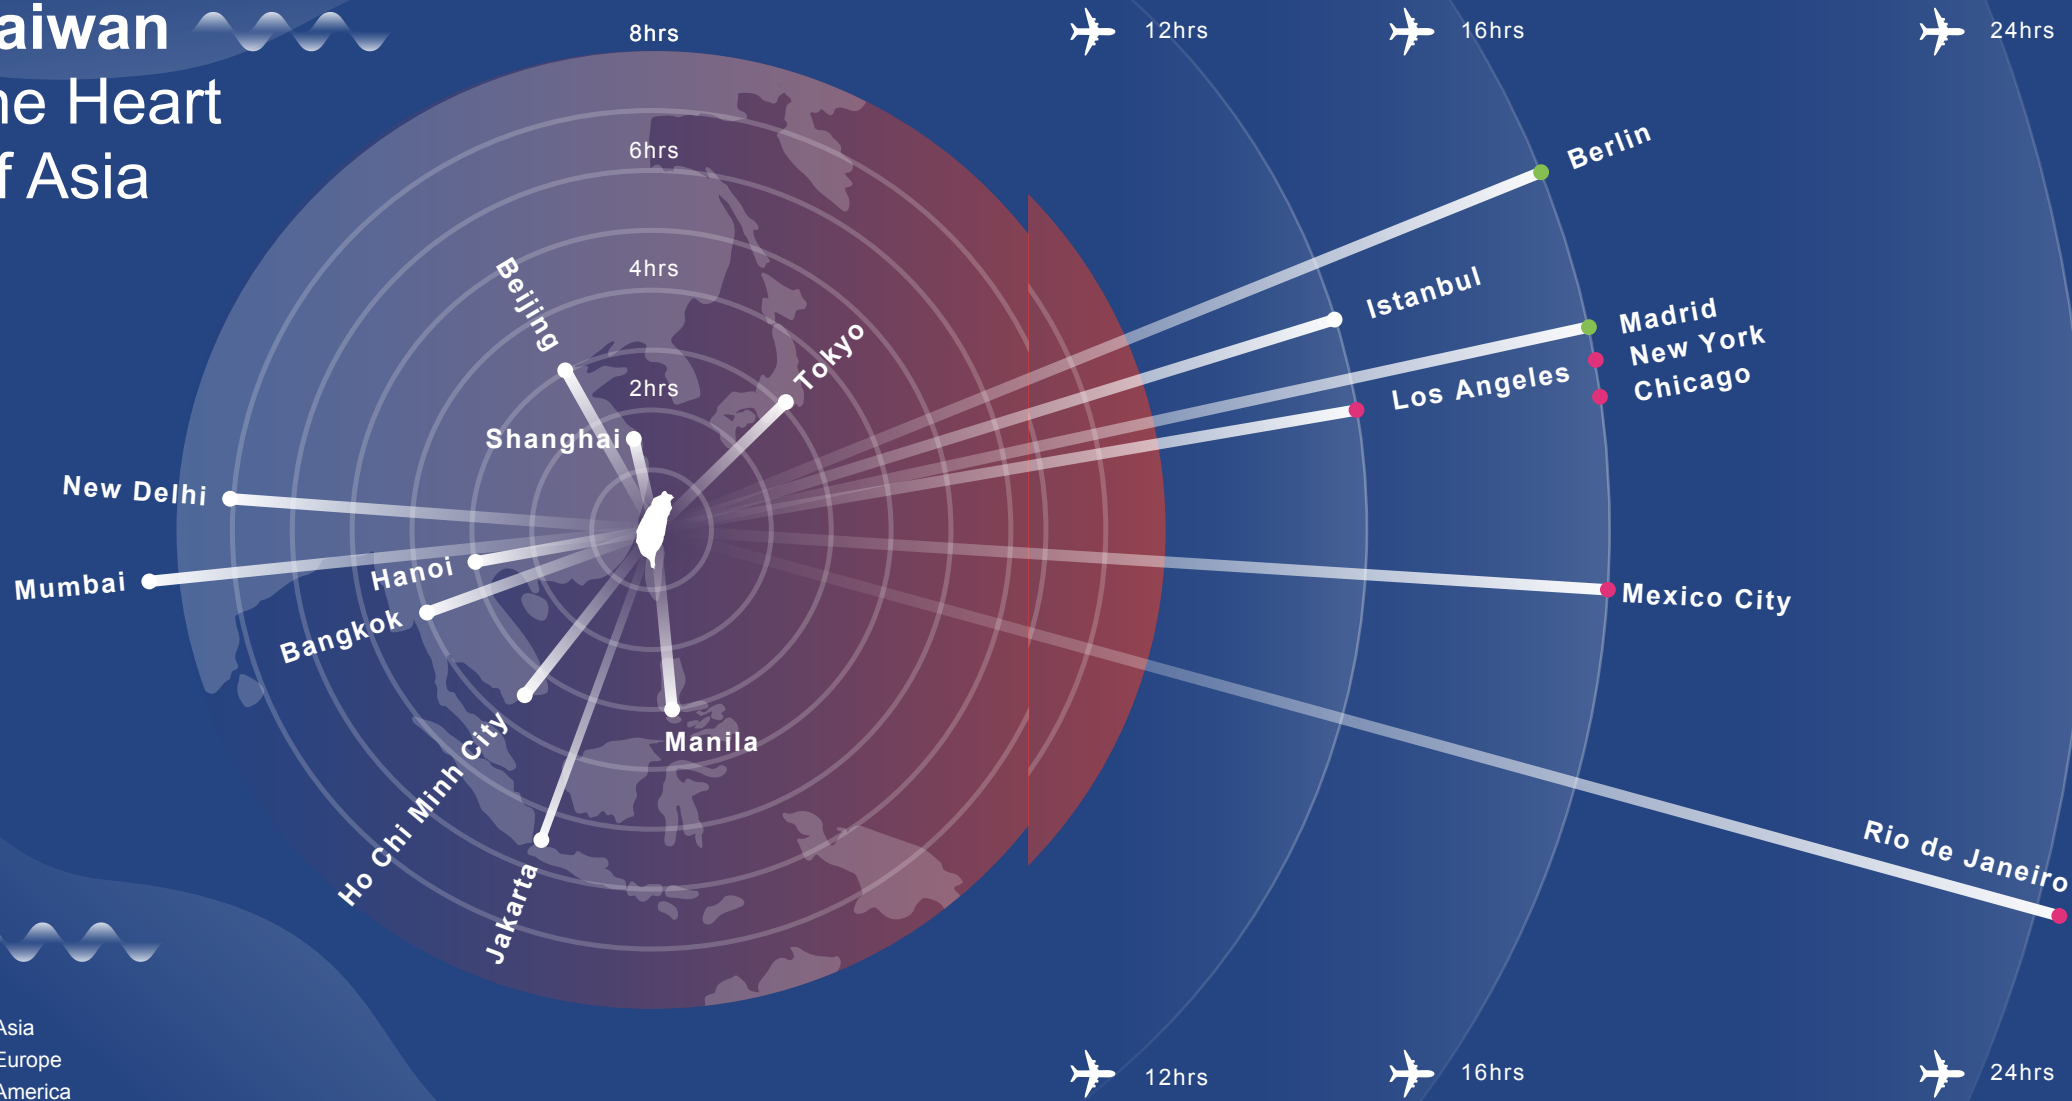 aiwan
ne Heart
f Asia
8hrs
6hrs
4hrs
2hrs
12hrs
16hrs
24hrs
Berlin
Istanbul
Madrid
New York
Chicago
Los Angeles
Beijing
Tokyo
Shanghai
New Delhi
Mumbai
Hanoi
Bangkok
Mexico City
Manila
Ho Chi Minh City
Jakarta
Rio de Janeiro
Asia
Europe
America
12hrs
16hrs
24hrs